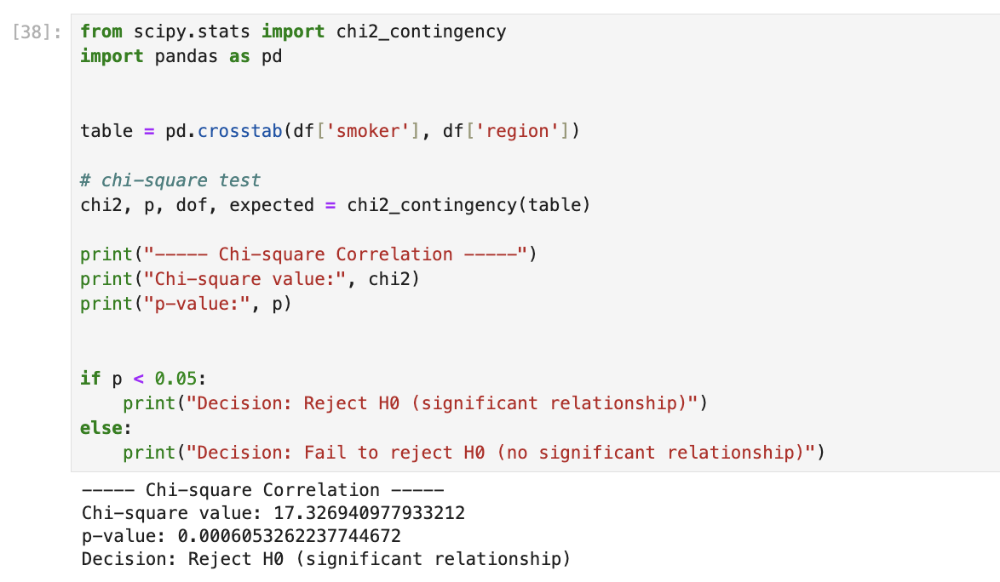 [38]:
from scipy.stats import chi2_contingency
import pandas as pd
table = pd.crosstab(df['smoker'], df['region'])
# chi-square test
chi2, p, dof, expected = chi2_contingency(table)
print("----- Chi-square Correlation -----")
print("Chi-square value:", chi2)
print("p-value:", p)
if p < 0.05:
    print("Decision: Reject H0 (significant relationship)")
else:
    print("Decision: Fail to reject H0 (no significant relationship)")
----- Chi-square Correlation -----
Chi-square value: 17.326940977933212
p-value: 0.0006053262237744672
Decision: Reject H0 (significant relationship)